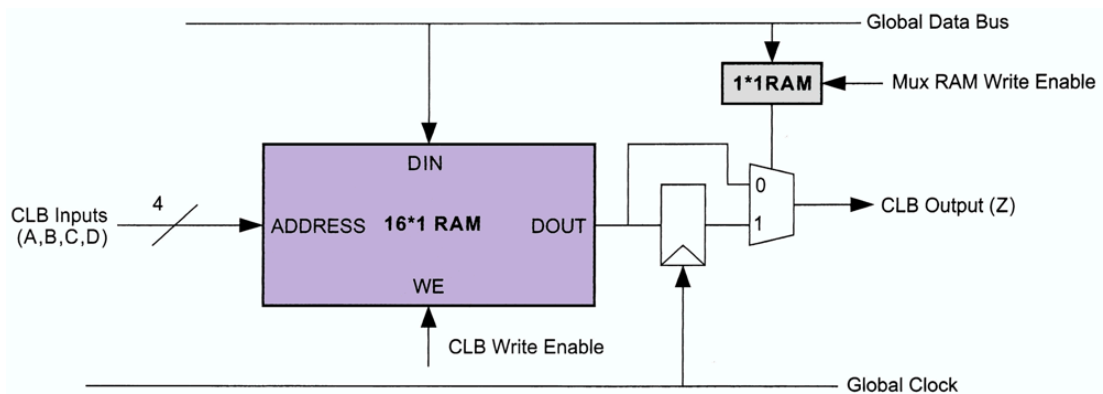 Global Data Bus
1*1RAM
Mux RAM Write Enable
DIN
4
0
CLB Inputs
(A,B,C,D)
ADDRESS
16*1 RAM
DOUT
1
CLB Output (Z)
WE
CLB Write Enable
Global Clock